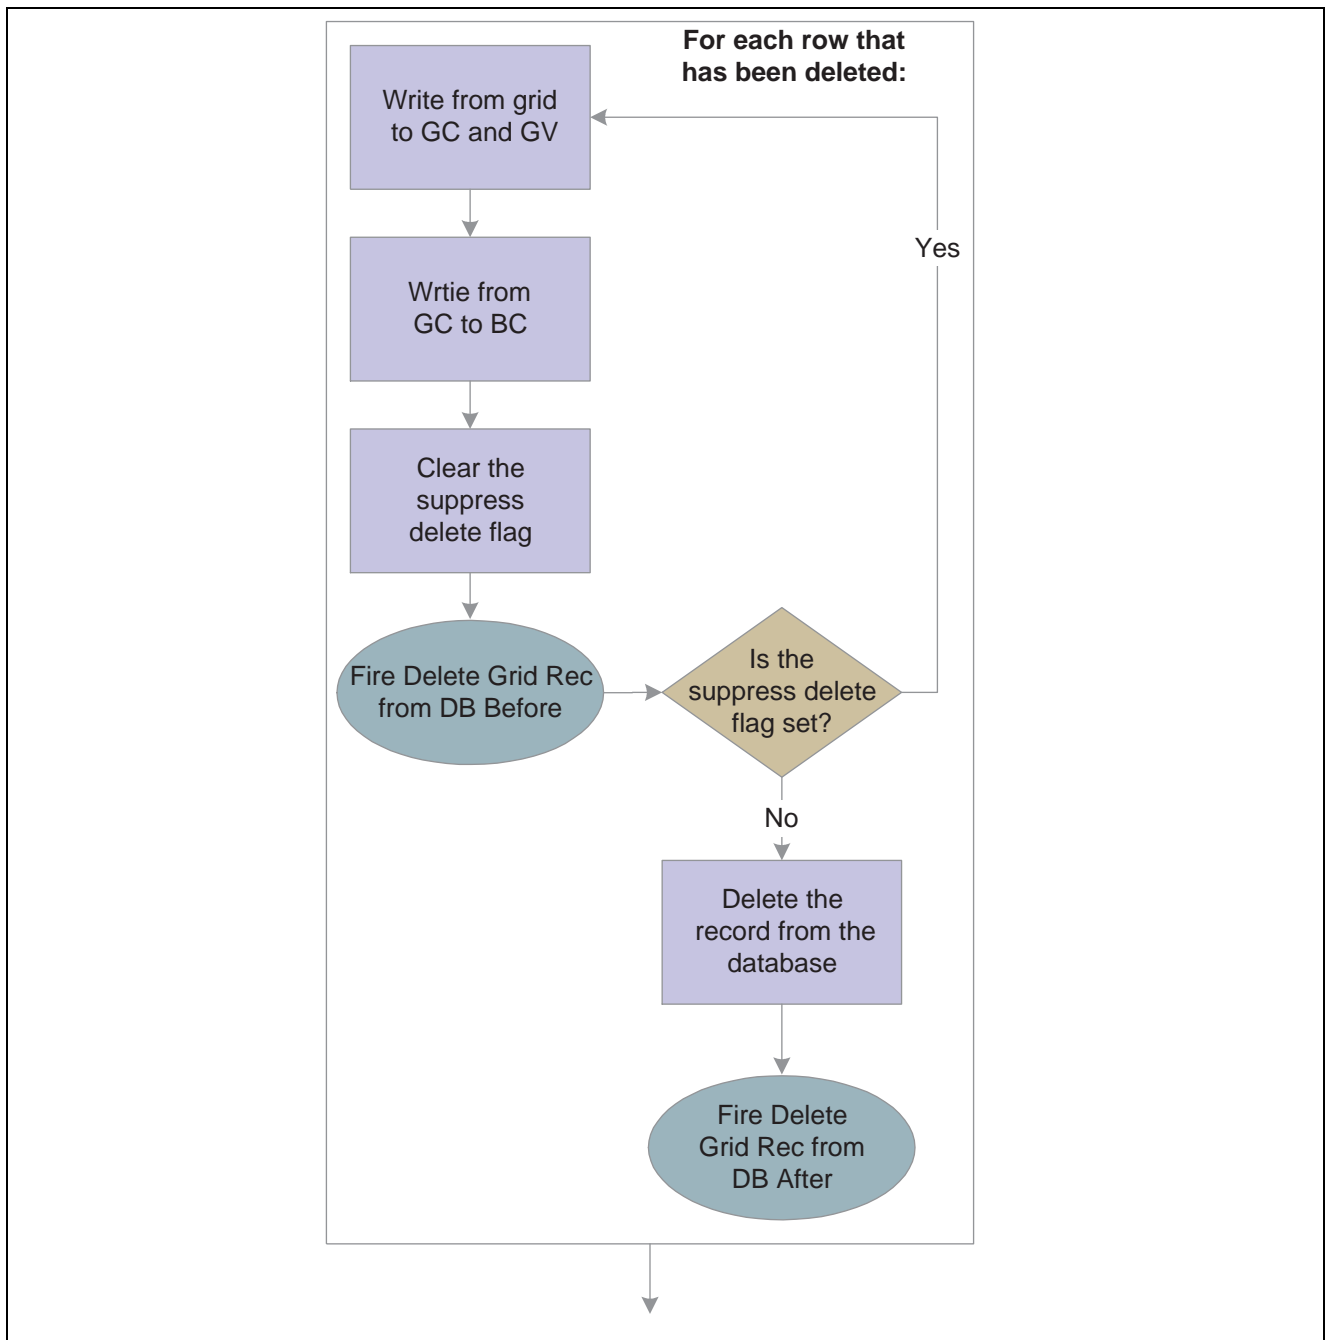 For each row that
has been deleted:
Write from grid
to GC and GV
Yes
Wrtie from
GC to BC
Clear the
suppress
delete flag
Fire Delete Grid Rec
from DB Before
Is the
suppress delete
flag set?
No
Delete the
record from the
database
Fire Delete
Grid Rec from
DB After